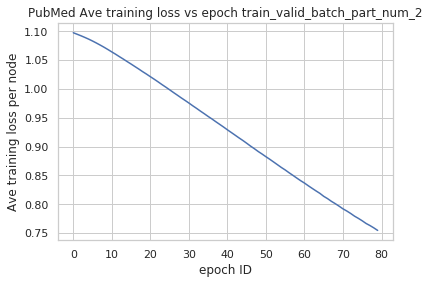 PubMed Ave training loss vs epoch train_valid_batch_part_num_2
Ave training loss per node
1.10
1.05
1.00
0.95
0.90
0.85
0.80
0.75
0 10 20 30 40 50 60 70 80
epoch ID